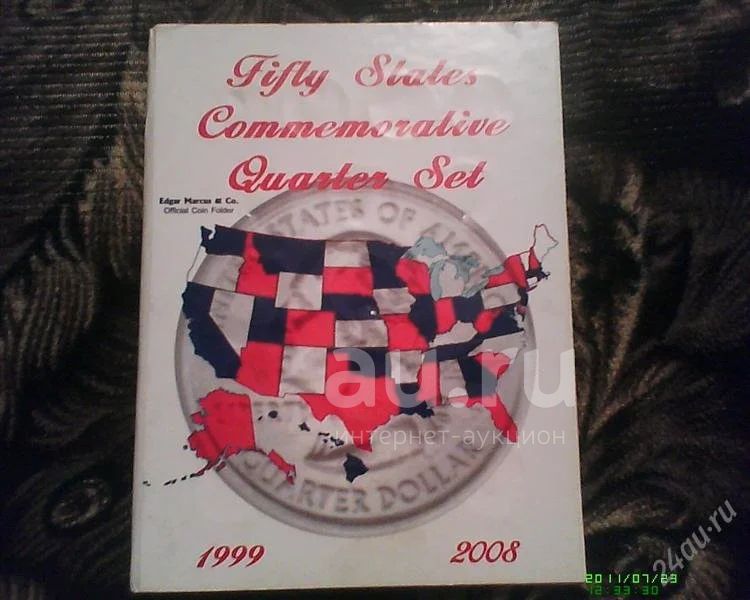 Fifty States
Commemorative
Quarter Set
Edgar Marcus & Co.
Official Coin Folder
STATES OF
QUARTER DOLLAR
au.ru
интернет-аукцион
1999 2008
24au.ru
2011/07/29
12:33:30